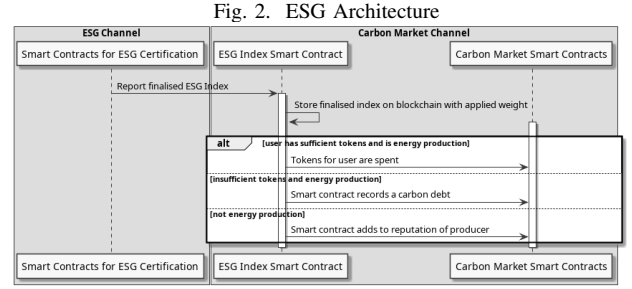 Fig. 2. ESG Architecture
ESG Channel
Carbon Market Channel
Smart Contracts for ESG Certification
ESG Index Smart Contract
Carbon Market Smart Contracts
Report finalised ESG Index
Store finalised index on blockchain with applied weight
alt
[user has sufficient tokens and is energy production]
Tokens for user are spent
[insufficient tokens and energy production]
Smart contract records a carbon debt
[not energy production]
Smart contract adds to reputation of producer
Smart Contracts for ESG Certification
ESG Index Smart Contract
Carbon Market Smart Contracts